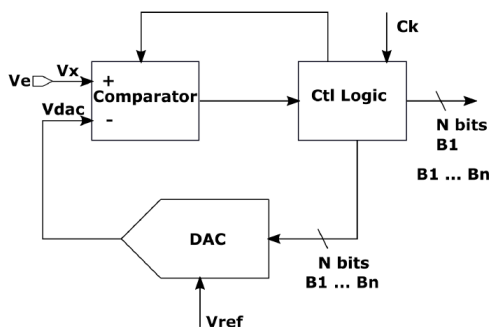 Ck
Ve
Vx
+
Comparator
Ctl Logic
Vdac
-
N bits
B1
B1 ... Bn
DAC
N bits
B1 ... Bn
Vref